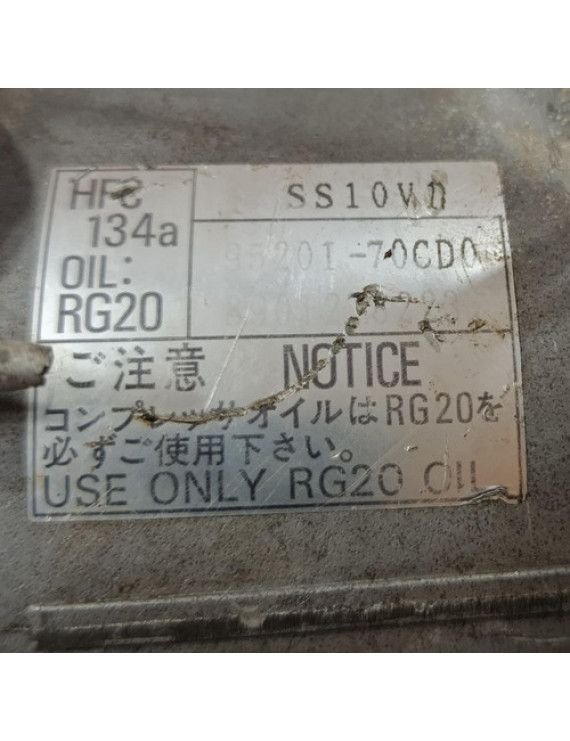 HFC
134a
OIL:
RG20
SS10VD
95201-70CD0
ご注意 NOTICE
コンプレッサオイルはRG20を
必ずご使用下さい。
USE ONLY RG20 OIL